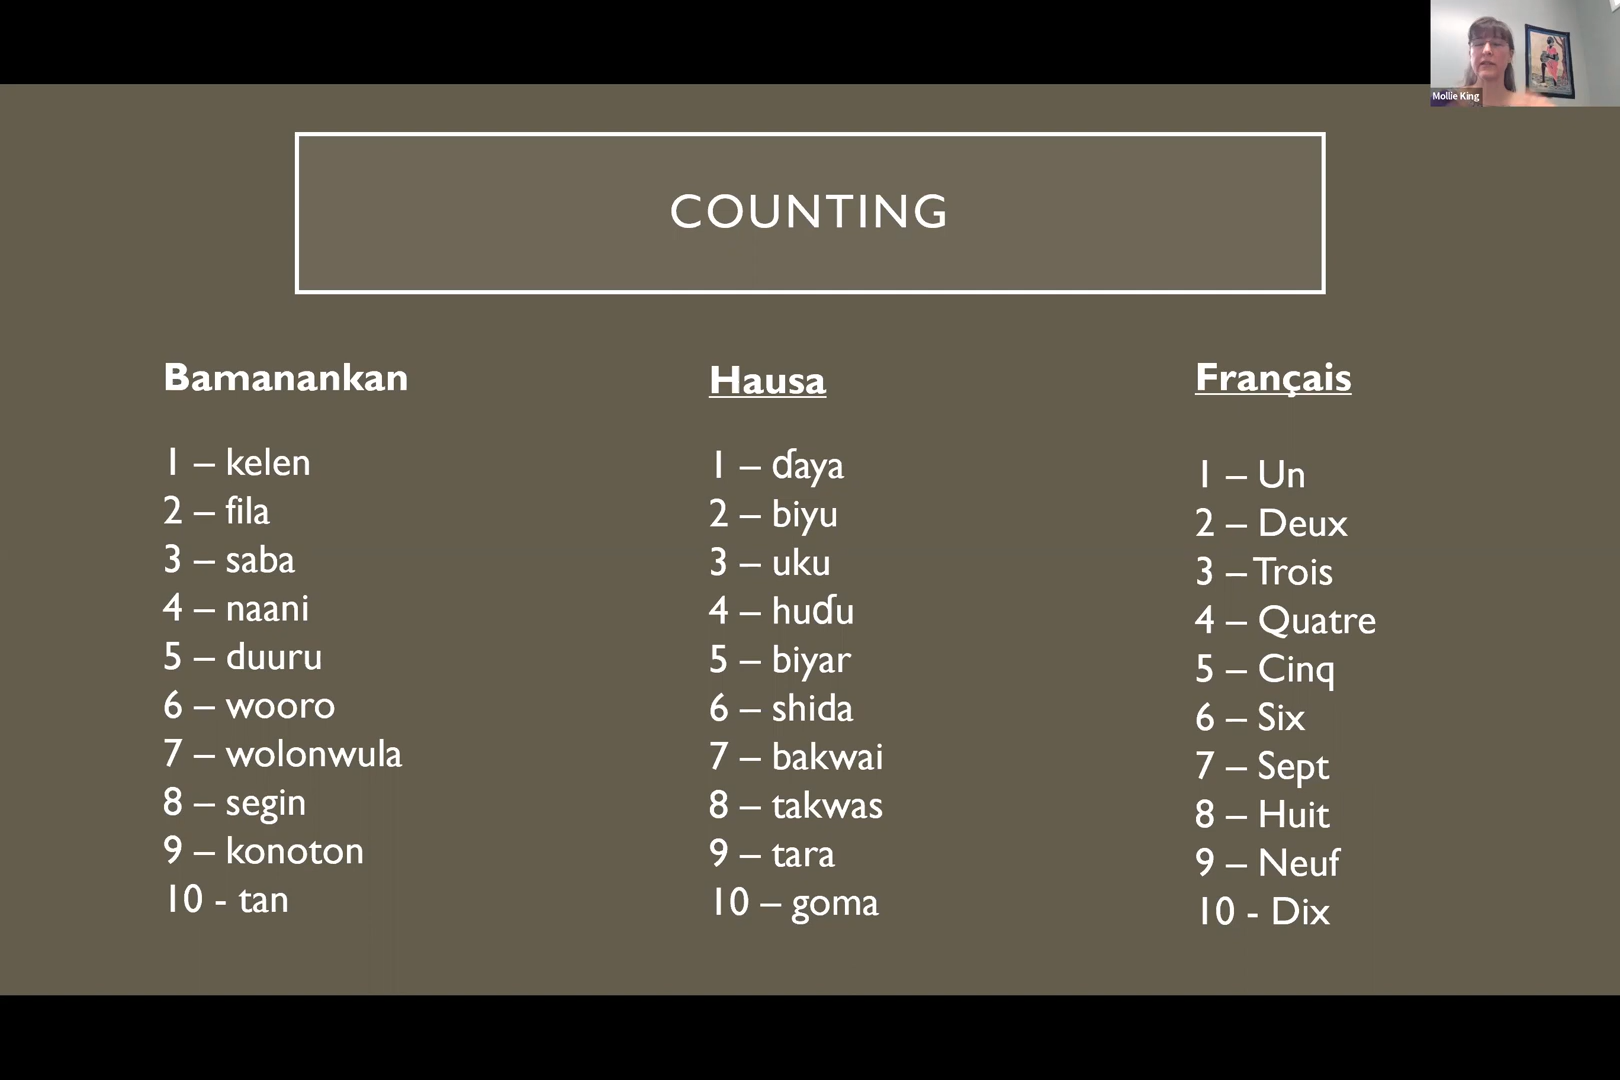 Mollie King
COUNTING
Bamanankan
1 – kelen
2 – fila
3 – saba
4 – naani
5 – duuru
6 – wooro
7 – wolonwula
8 – segin
9 – konoton
10 - tan
Hausa
1 – ɗaya
2 – biyu
3 – uku
4 – huɗu
5 – biyar
6 – shida
7 – bakwai
8 – takwas
9 – tara
10 – goma
Français
1 – Un
2 – Deux
3 – Trois
4 – Quatre
5 – Cinq
6 – Six
7 – Sept
8 – Huit
9 – Neuf
10 - Dix